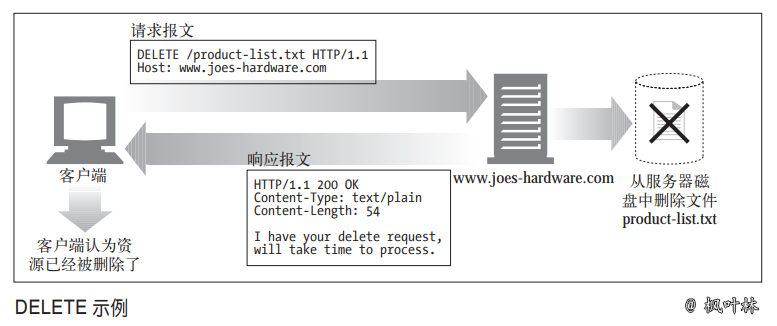 请求报文
DELETE /product-list.txt HTTP/1.1
Host: www.joes-hardware.com
客户端
客户端认为资
源已经被删除了
响应报文
HTTP/1.1 200 OK
Content-Type: text/plain
Content-Length: 54
I have your delete request,
will take time to process.
www.joes-hardware.com
从服务器磁
盘中删除文件
product-list.txt
DELETE 示例
@ 枫叶林